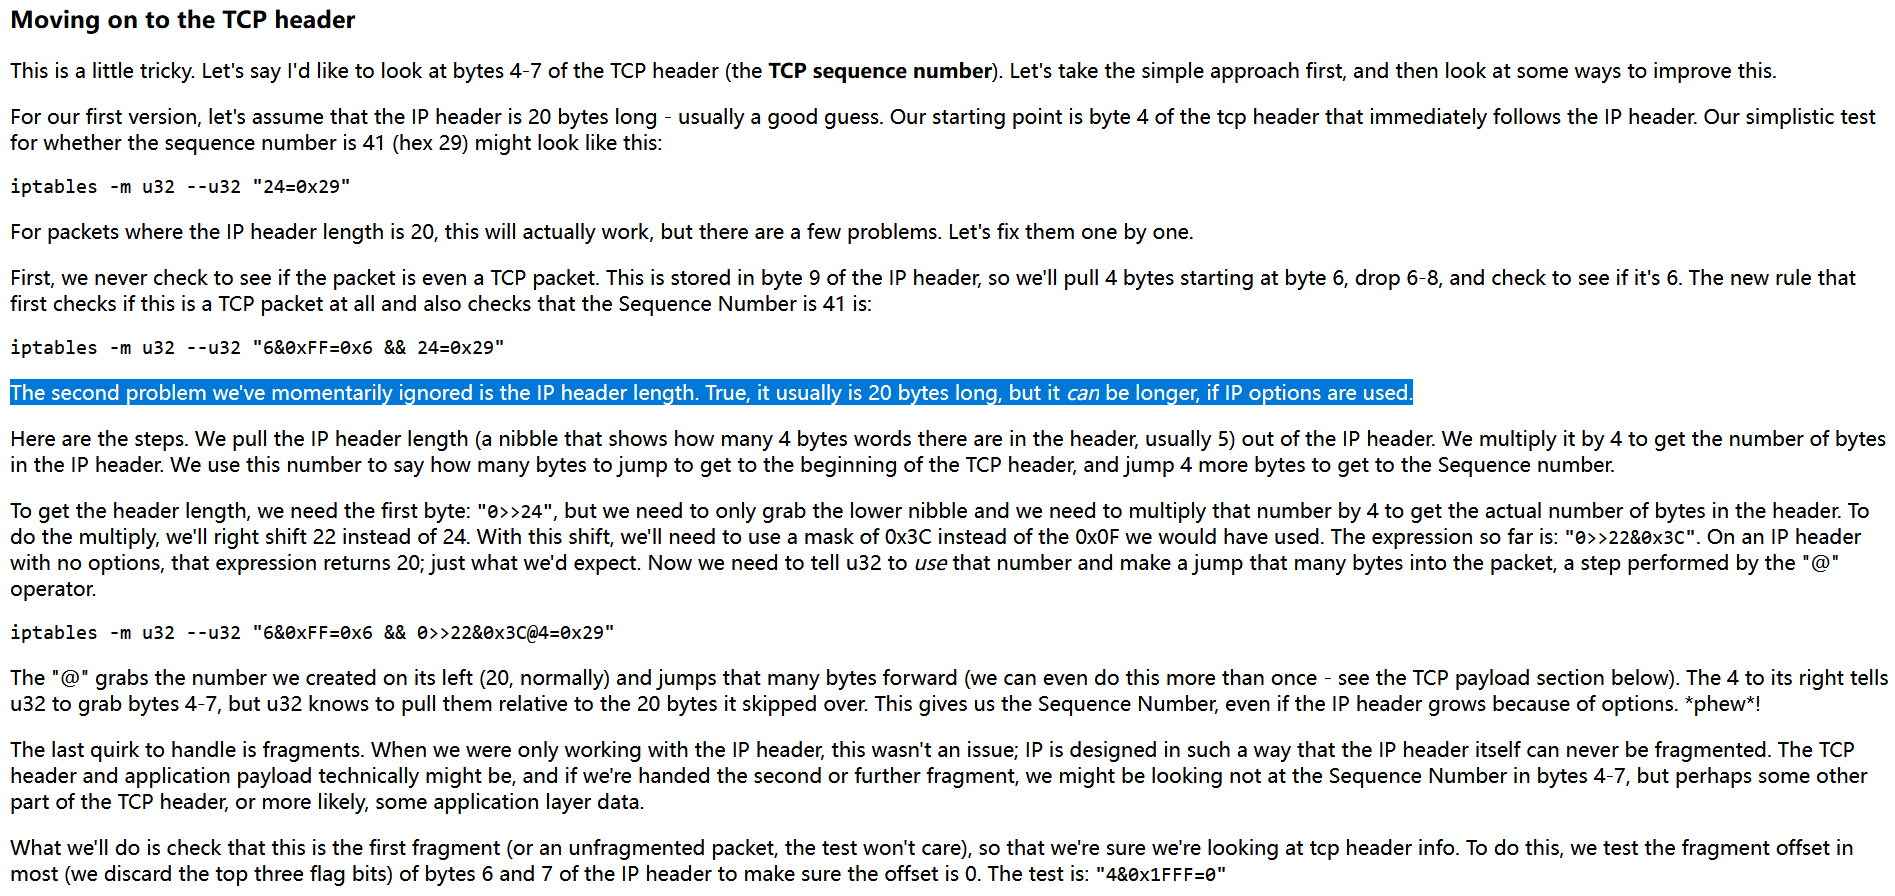 Moving on to the TCP header
This is a little tricky. Let's say I'd like to look at bytes 4-7 of the TCP header (the TCP sequence number). Let's take the simple approach first, and then look at some ways to improve this.
For our first version, let's assume that the IP header is 20 bytes long - usually a good guess. Our starting point is byte 4 of the tcp header that immediately follows the IP header. Our simplistic test
for whether the sequence number is 41 (hex 29) might look like this:
iptables -m u32 --u32 "24=0x29"
For packets where the IP header length is 20, this will actually work, but there are a few problems. Let's fix them one by one.
First, we never check to see if the packet is even a TCP packet. This is stored in byte 9 of the IP header, so we'll pull 4 bytes starting at byte 6, drop 6-8, and check to see if it's 6. The new rule that
first checks if this is a TCP packet at all and also checks that the Sequence Number is 41 is:
iptables -m u32 --u32 "6&0xFF=0x6 && 24=0x29"
The second problem we've momentarily ignored is the IP header length. True, it usually is 20 bytes long, but it can be longer, if IP options are used.
Here are the steps. We pull the IP header length (a nibble that shows how many 4 bytes words there are in the header, usually 5) out of the IP header. We multiply it by 4 to get the number of bytes
in the IP header. We use this number to say how many bytes to jump to get to the beginning of the TCP header, and jump 4 more bytes to get to the Sequence number.
To get the header length, we need the first byte: "0>>24", but we need to only grab the lower nibble and we need to multiply that number by 4 to get the actual number of bytes in the header. To
do the multiply, we'll right shift 22 instead of 24. With this shift, we'll need to use a mask of 0x3C instead of the 0x0F we would have used. The expression so far is: "0>>22&0x3C". On an IP header
with no options, that expression returns 20; just what we'd expect. Now we need to tell u32 to use that number and make a jump that many bytes into the packet, a step performed by the "@"
operator.
iptables -m u32 --u32 "6&0xFF=0x6 && 0>>22&0x3C@4=0x29"
The "@" grabs the number we created on its left (20, normally) and jumps that many bytes forward (we can even do this more than once - see the TCP payload section below). The 4 to its right tells
u32 to grab bytes 4-7, but u32 knows to pull them relative to the 20 bytes it skipped over. This gives us the Sequence Number, even if the IP header grows because of options. *phew*!
The last quirk to handle is fragments. When we were only working with the IP header, this wasn't an issue; IP is designed in such a way that the IP header itself can never be fragmented. The TCP
header and application payload technically might be, and if we're handed the second or further fragment, we might be looking not at the Sequence Number in bytes 4-7, but perhaps some other
part of the TCP header, or more likely, some application layer data.
What we'll do is check that this is the first fragment (or an unfragmented packet, the test won't care), so that we're sure we're looking at tcp header info. To do this, we test the fragment offset in
most (we discard the top three flag bits) of bytes 6 and 7 of the IP header to make sure the offset is 0. The test is: "4&0x1FFF=0"